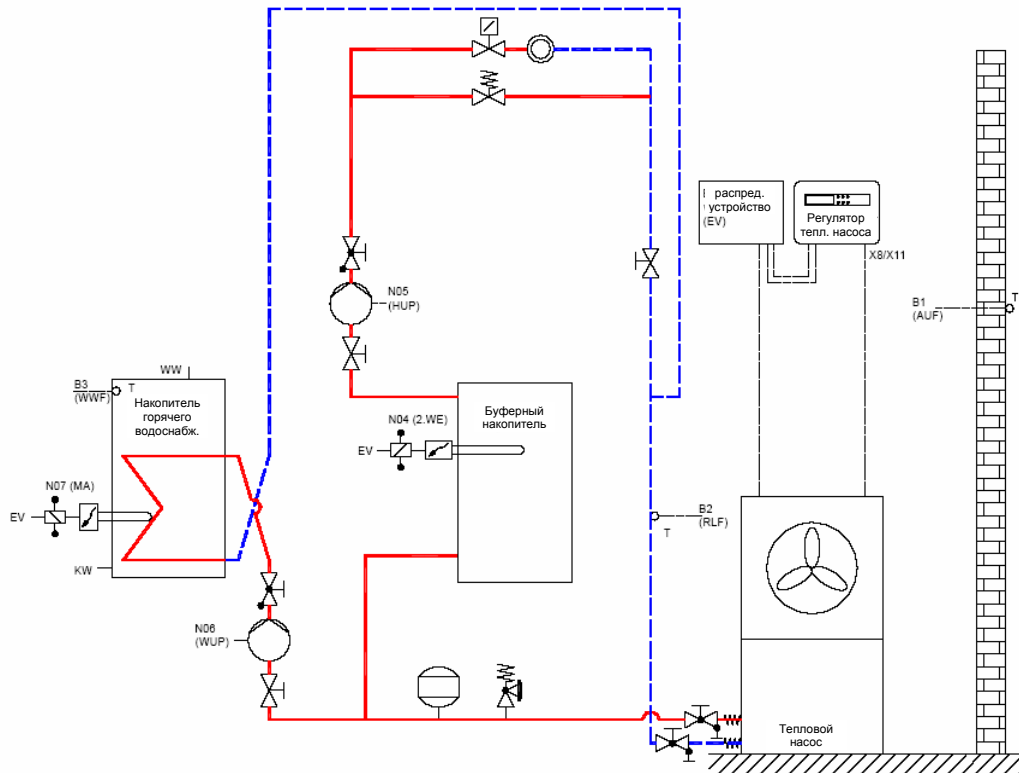 распред.
устройство
(EV)
Регулятор
тепл. насоса
X8/X11
N05
(HUP)
B1
(AUF)
T
WW
B3
(WWF)
T
Накопитель
горячего
водоснабж.
Буферный
накопитель
N04 (2.WE)
EV
N07 (MA)
EV
B2
(RLF)
T
KW
N06
(WUP)
Тепловой
насос